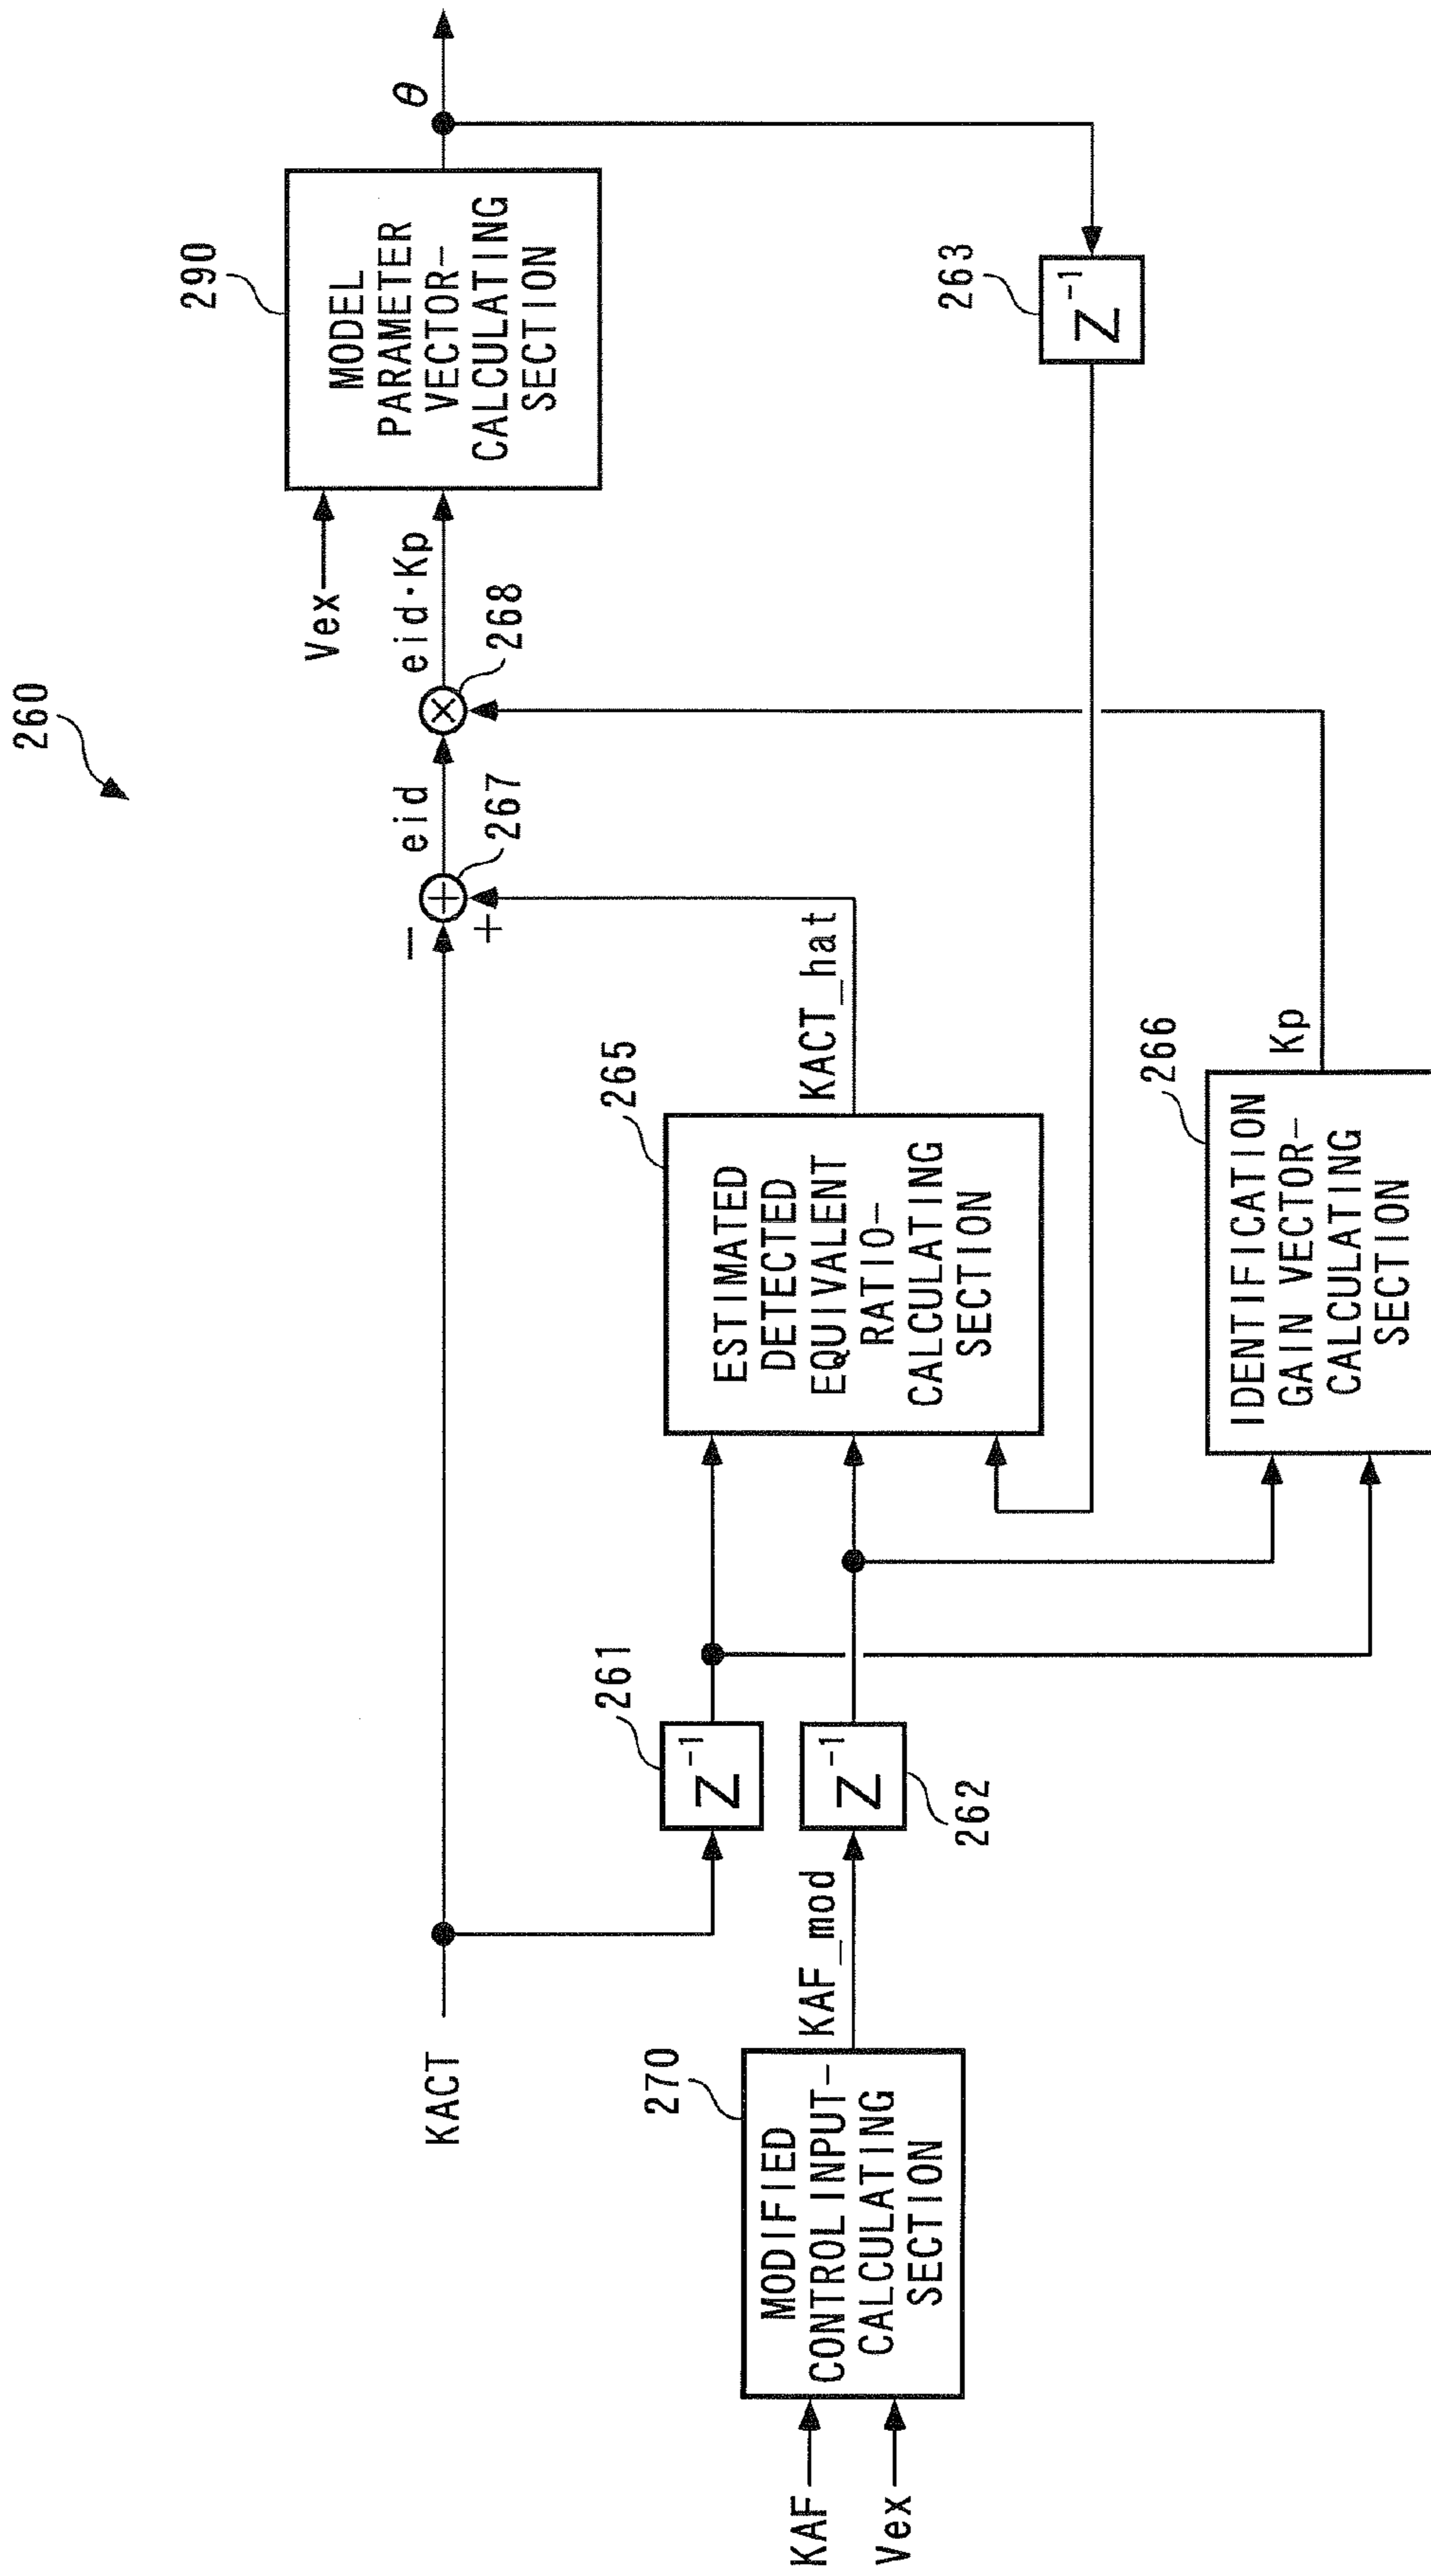 260
290
MODEL
PARAMETER
VECTOR-
CALCULATING
SECTION
θ
Vex
eid·Kp
268
eid
267
-
+
KACT
KACT_hat
263
Z⁻¹
265
ESTIMATED
DETECTED
EQUIVALENT
RATIO-
CALCULATING
SECTION
261
Z⁻¹
Z⁻¹
262
KAF_mod
270
MODIFIED
CONTROL INPUT-
CALCULATING
SECTION
KAF
Vex
266
Kp
IDENTIFICATION
GAIN VECTOR-
CALCULATING
SECTION